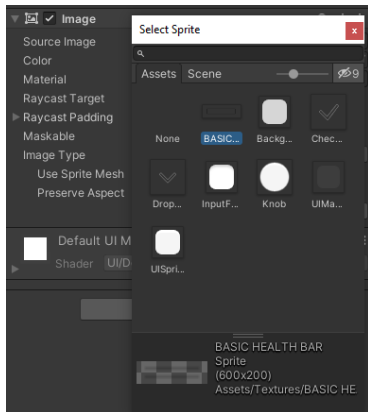 Image
Source Image
Color
Material
Raycast Target
Raycast Padding
Maskable
Image Type
Use Sprite Mesh
Preserve Aspect
Default UI M
Shader UI/D
Select Sprite
x
Assets Scene 9
None BASIC... Backg... Chec...
Drop... InputF... Knob UIMa...
UISpri...
BASIC HEALTH BAR
Sprite
(600x200)
Assets/Textures/BASIC HE